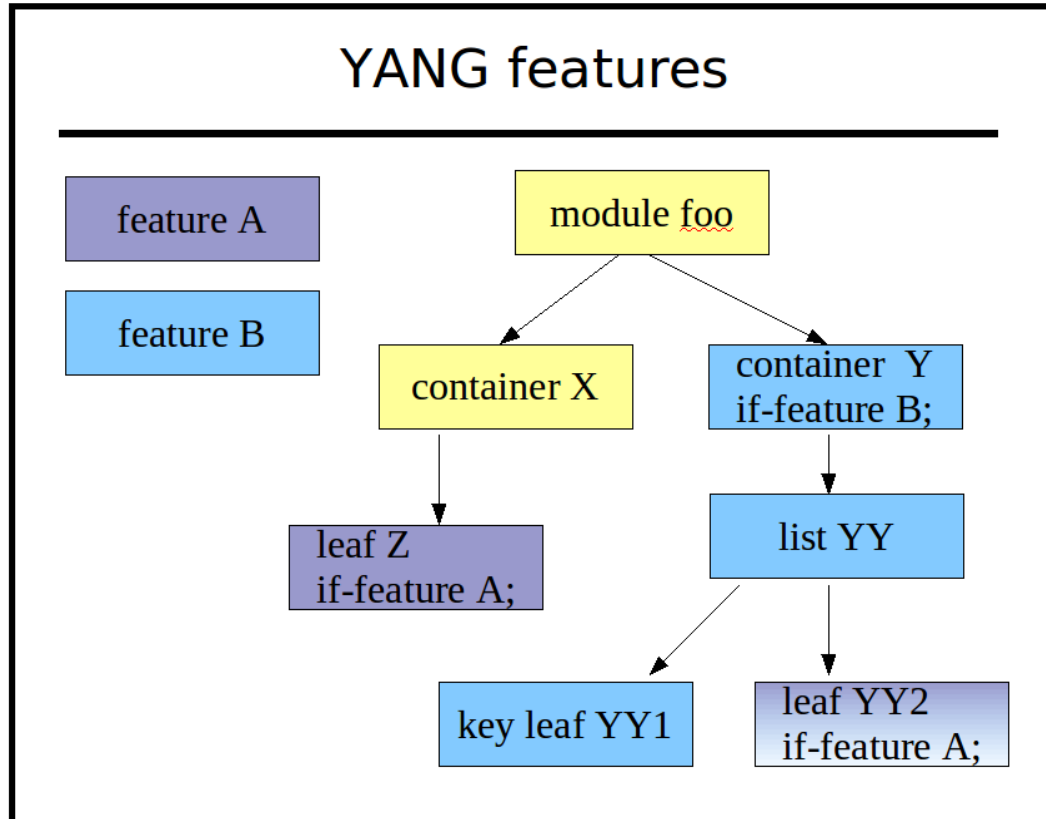 YANG features
feature A
module foo
feature B
container X
container  Y
if-feature B;
leaf Z
if-feature A;
list YY
key leaf YY1
leaf YY2
if-feature A;